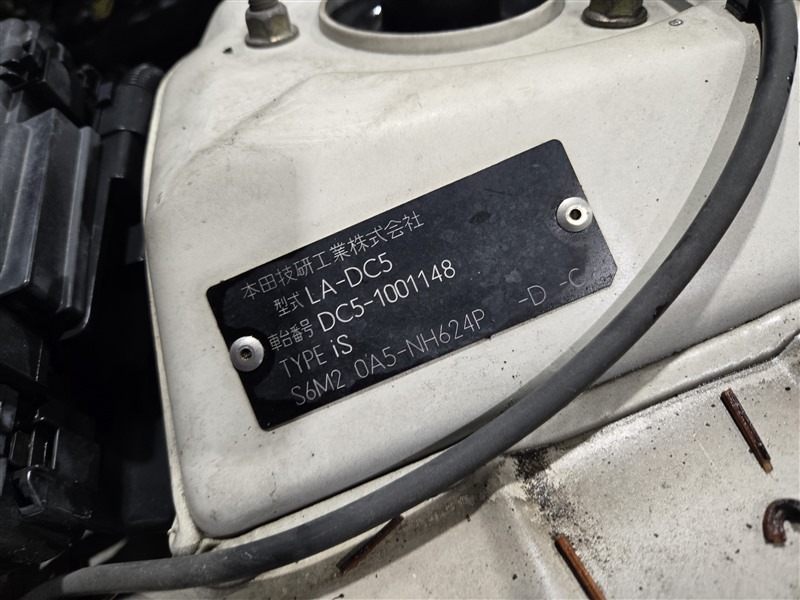 本田技研工業株式会社
型式 LA-DC5
車台番号 DC5-1001148
TYPE iS
S6M2 0A5-NH624P -D -C